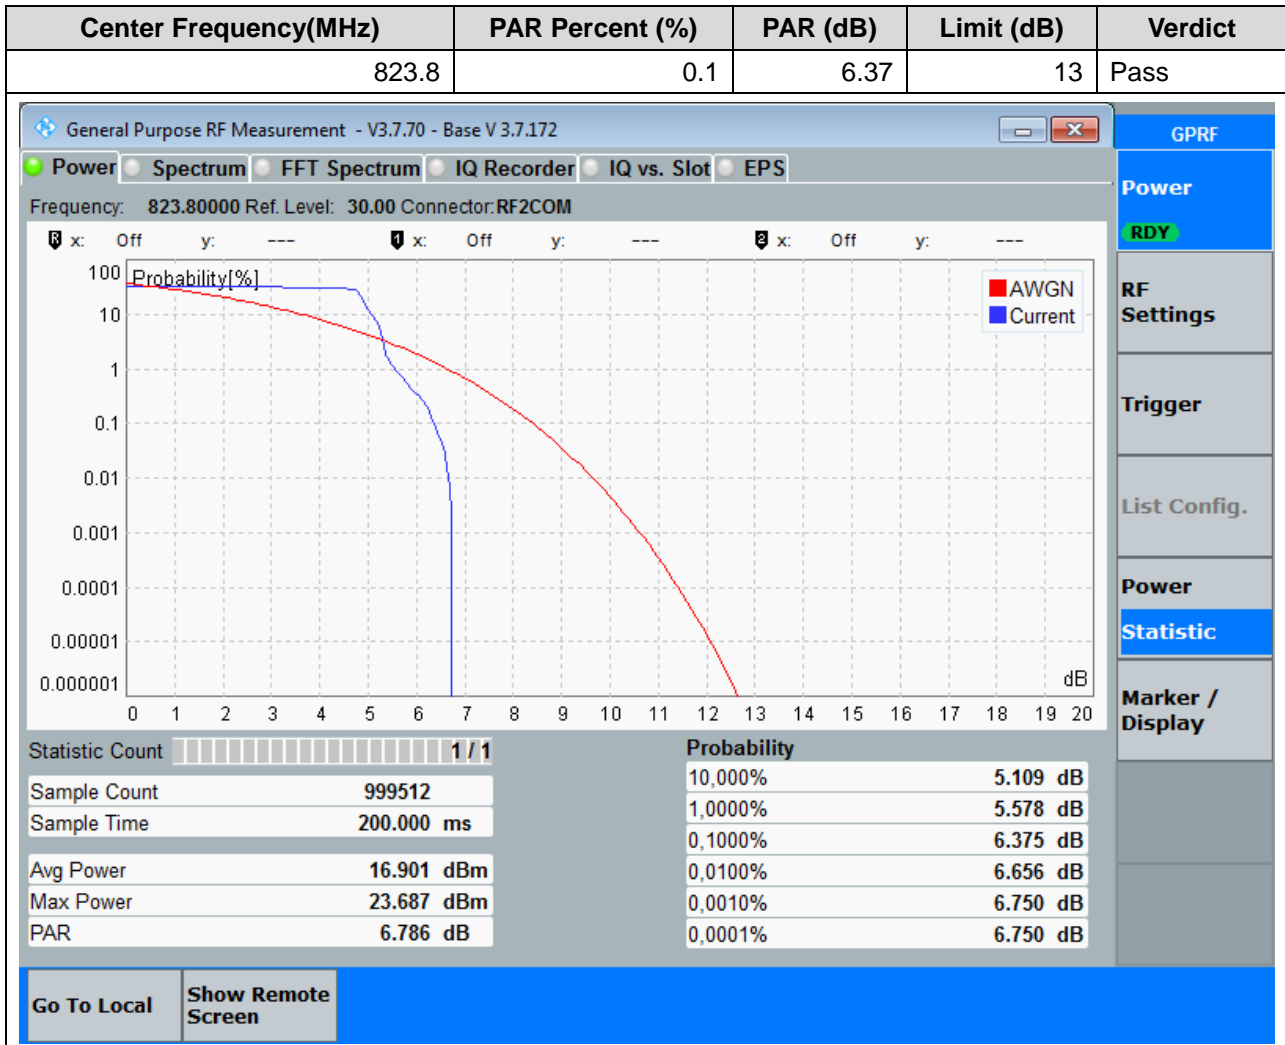 Center Frequency(MHz) PAR Percent (%) PAR (dB) Limit (dB) Verdict
823.8 0.1 6.37 13 Pass
General Purpose RF Measurement - V3.7.70 - Base V 3.7.172
GPRF
Power Spectrum FFT Spectrum IQ Recorder IQ vs. Slot EPS
Power
RDY
Frequency: 823.80000 Ref. Level: 30.00 Connector:RF2COM
R x: Off y: --- 1 x: Off y: --- 2 x: Off y: ---
Probability[%]
AWGN
Current
100
10
1
0.1
0.01
0.001
0.0001
0.00001
0.000001
dB
0 1 2 3 4 5 6 7 8 9 10 11 12 13 14 15 16 17 18 19 20
RF
Settings
Trigger
List Config.
Power
Statistic
Marker /
Display
Statistic Count 1 / 1
Sample Count 999512
Sample Time 200.000 ms
Avg Power 16.901 dBm
Max Power 23.687 dBm
PAR 6.786 dB
Probability
10,000% 5.109 dB
1,0000% 5.578 dB
0,1000% 6.375 dB
0,0100% 6.656 dB
0,0010% 6.750 dB
0,0001% 6.750 dB
Go To Local
Show Remote
Screen